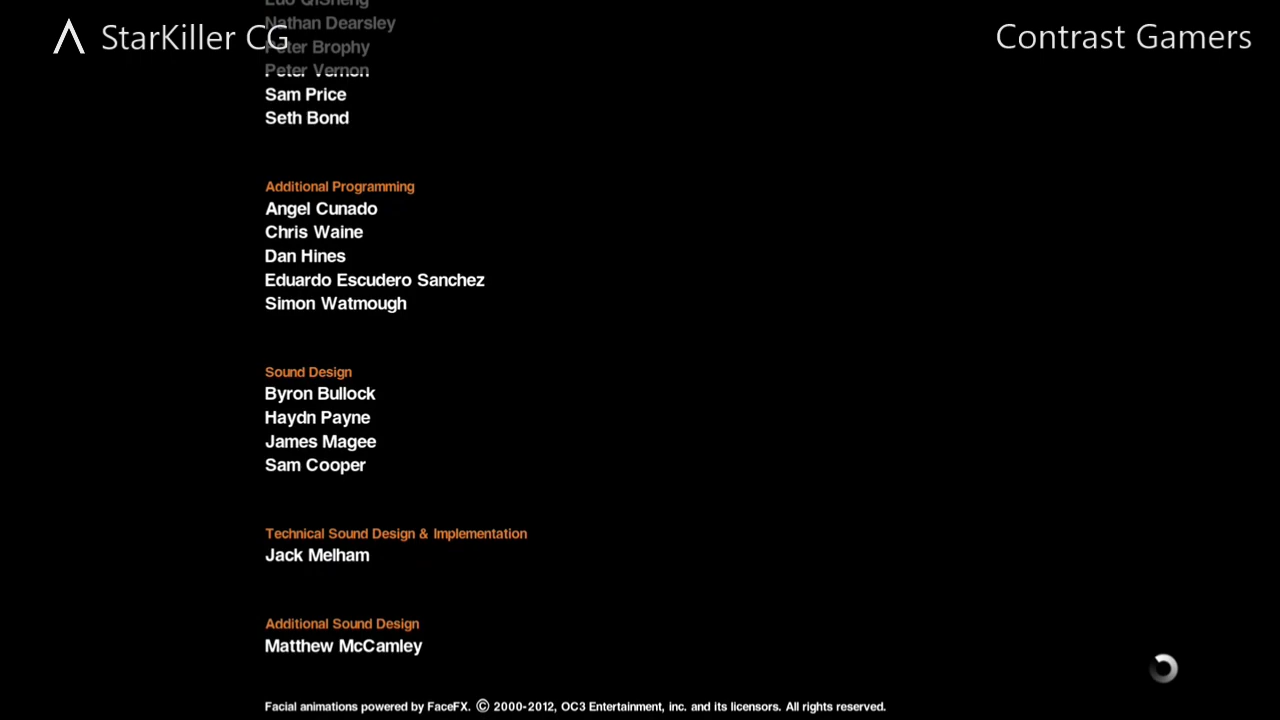 Luo QiSheng
Nathan Dearsley
StarKiller CG
Contrast Gamers
Peter Brophy
Peter Vernon
Sam Price
Seth Bond
Additional Programming
Angel Cunado
Chris Waine
Dan Hines
Eduardo Escudero Sanchez
Simon Watmough
Sound Design
Byron Bullock
Haydn Payne
James Magee
Sam Cooper
Technical Sound Design & Implementation
Jack Melham
Additional Sound Design
Matthew McCamley
Facial animations powered by FaceFX. © 2000-2012, OC3 Entertainment, inc. and its licensors. All rights reserved.